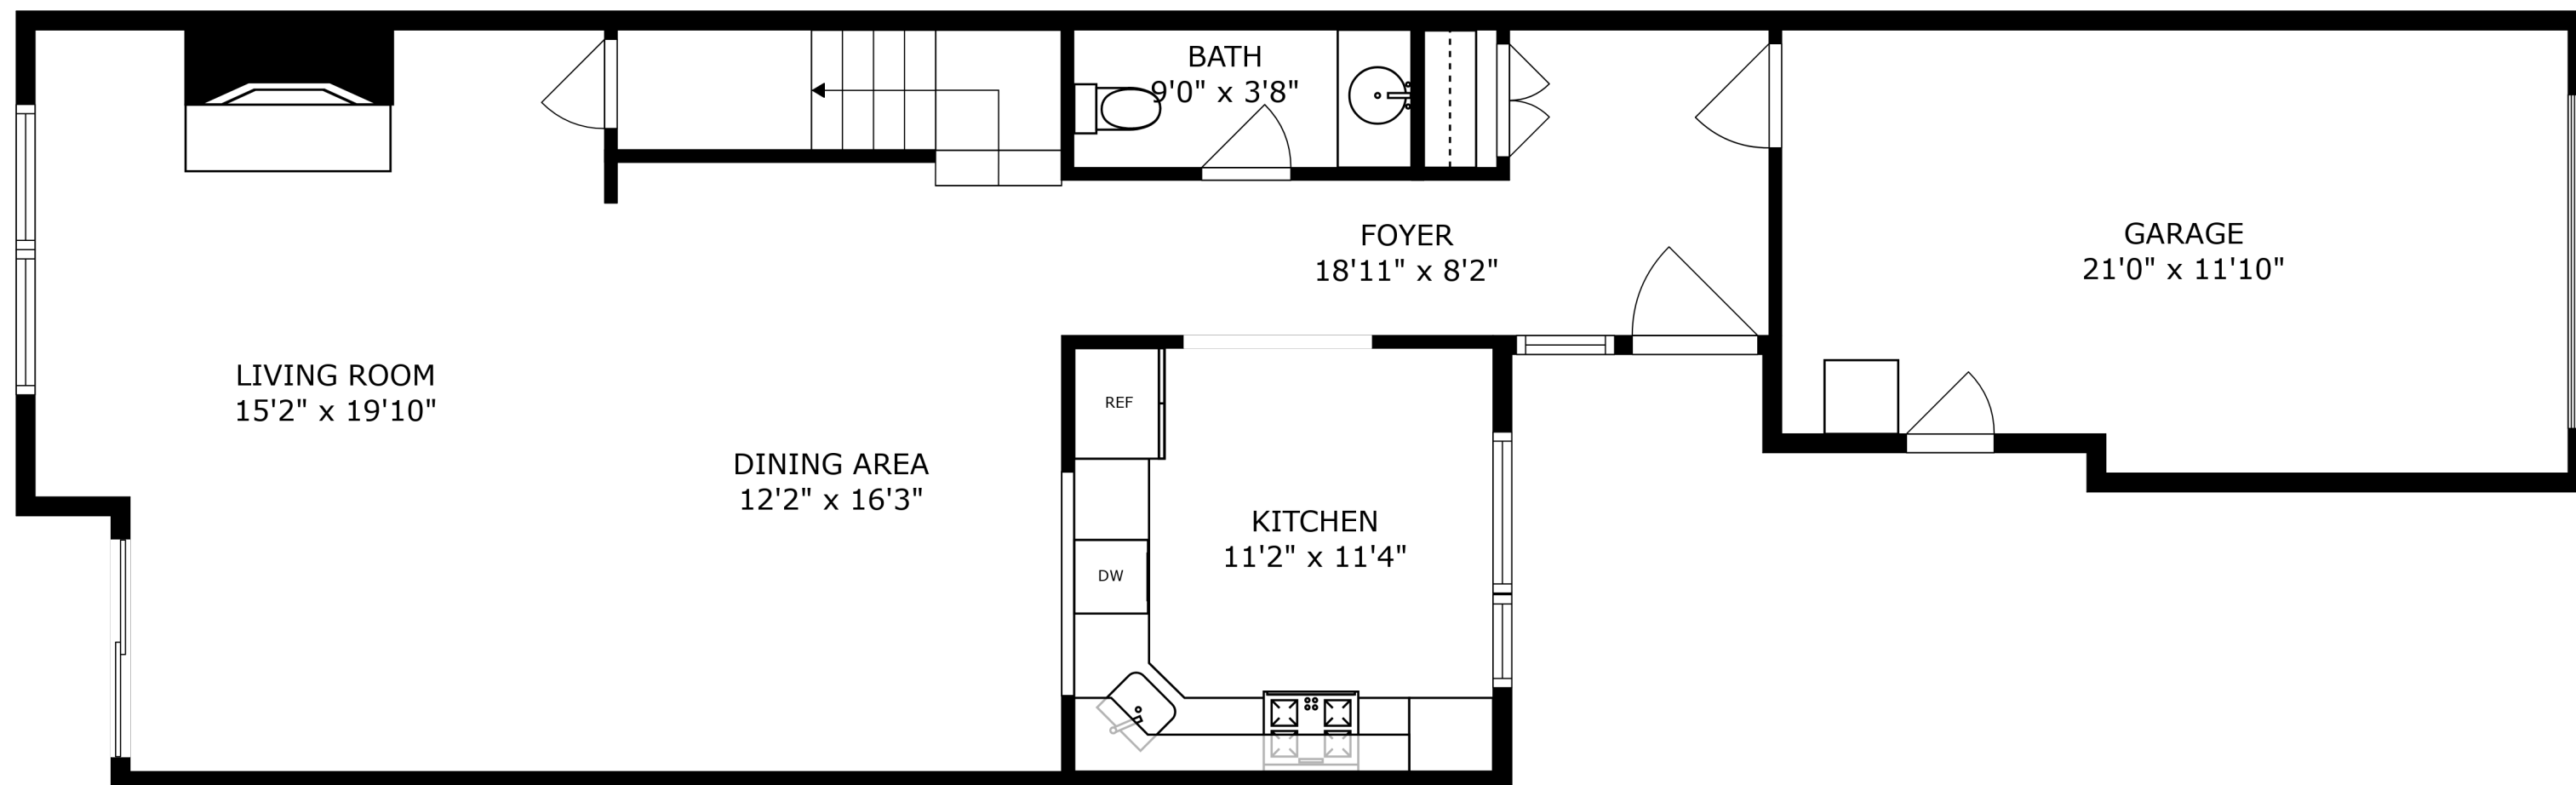 BATH
9'0" x 3'8"
FOYER
18'11" x 8'2"
GARAGE
21'0" x 11'10"
LIVING ROOM
15'2" x 19'10"
REF
DINING AREA
12'2" x 16'3"
KITCHEN
11'2" x 11'4"
DW